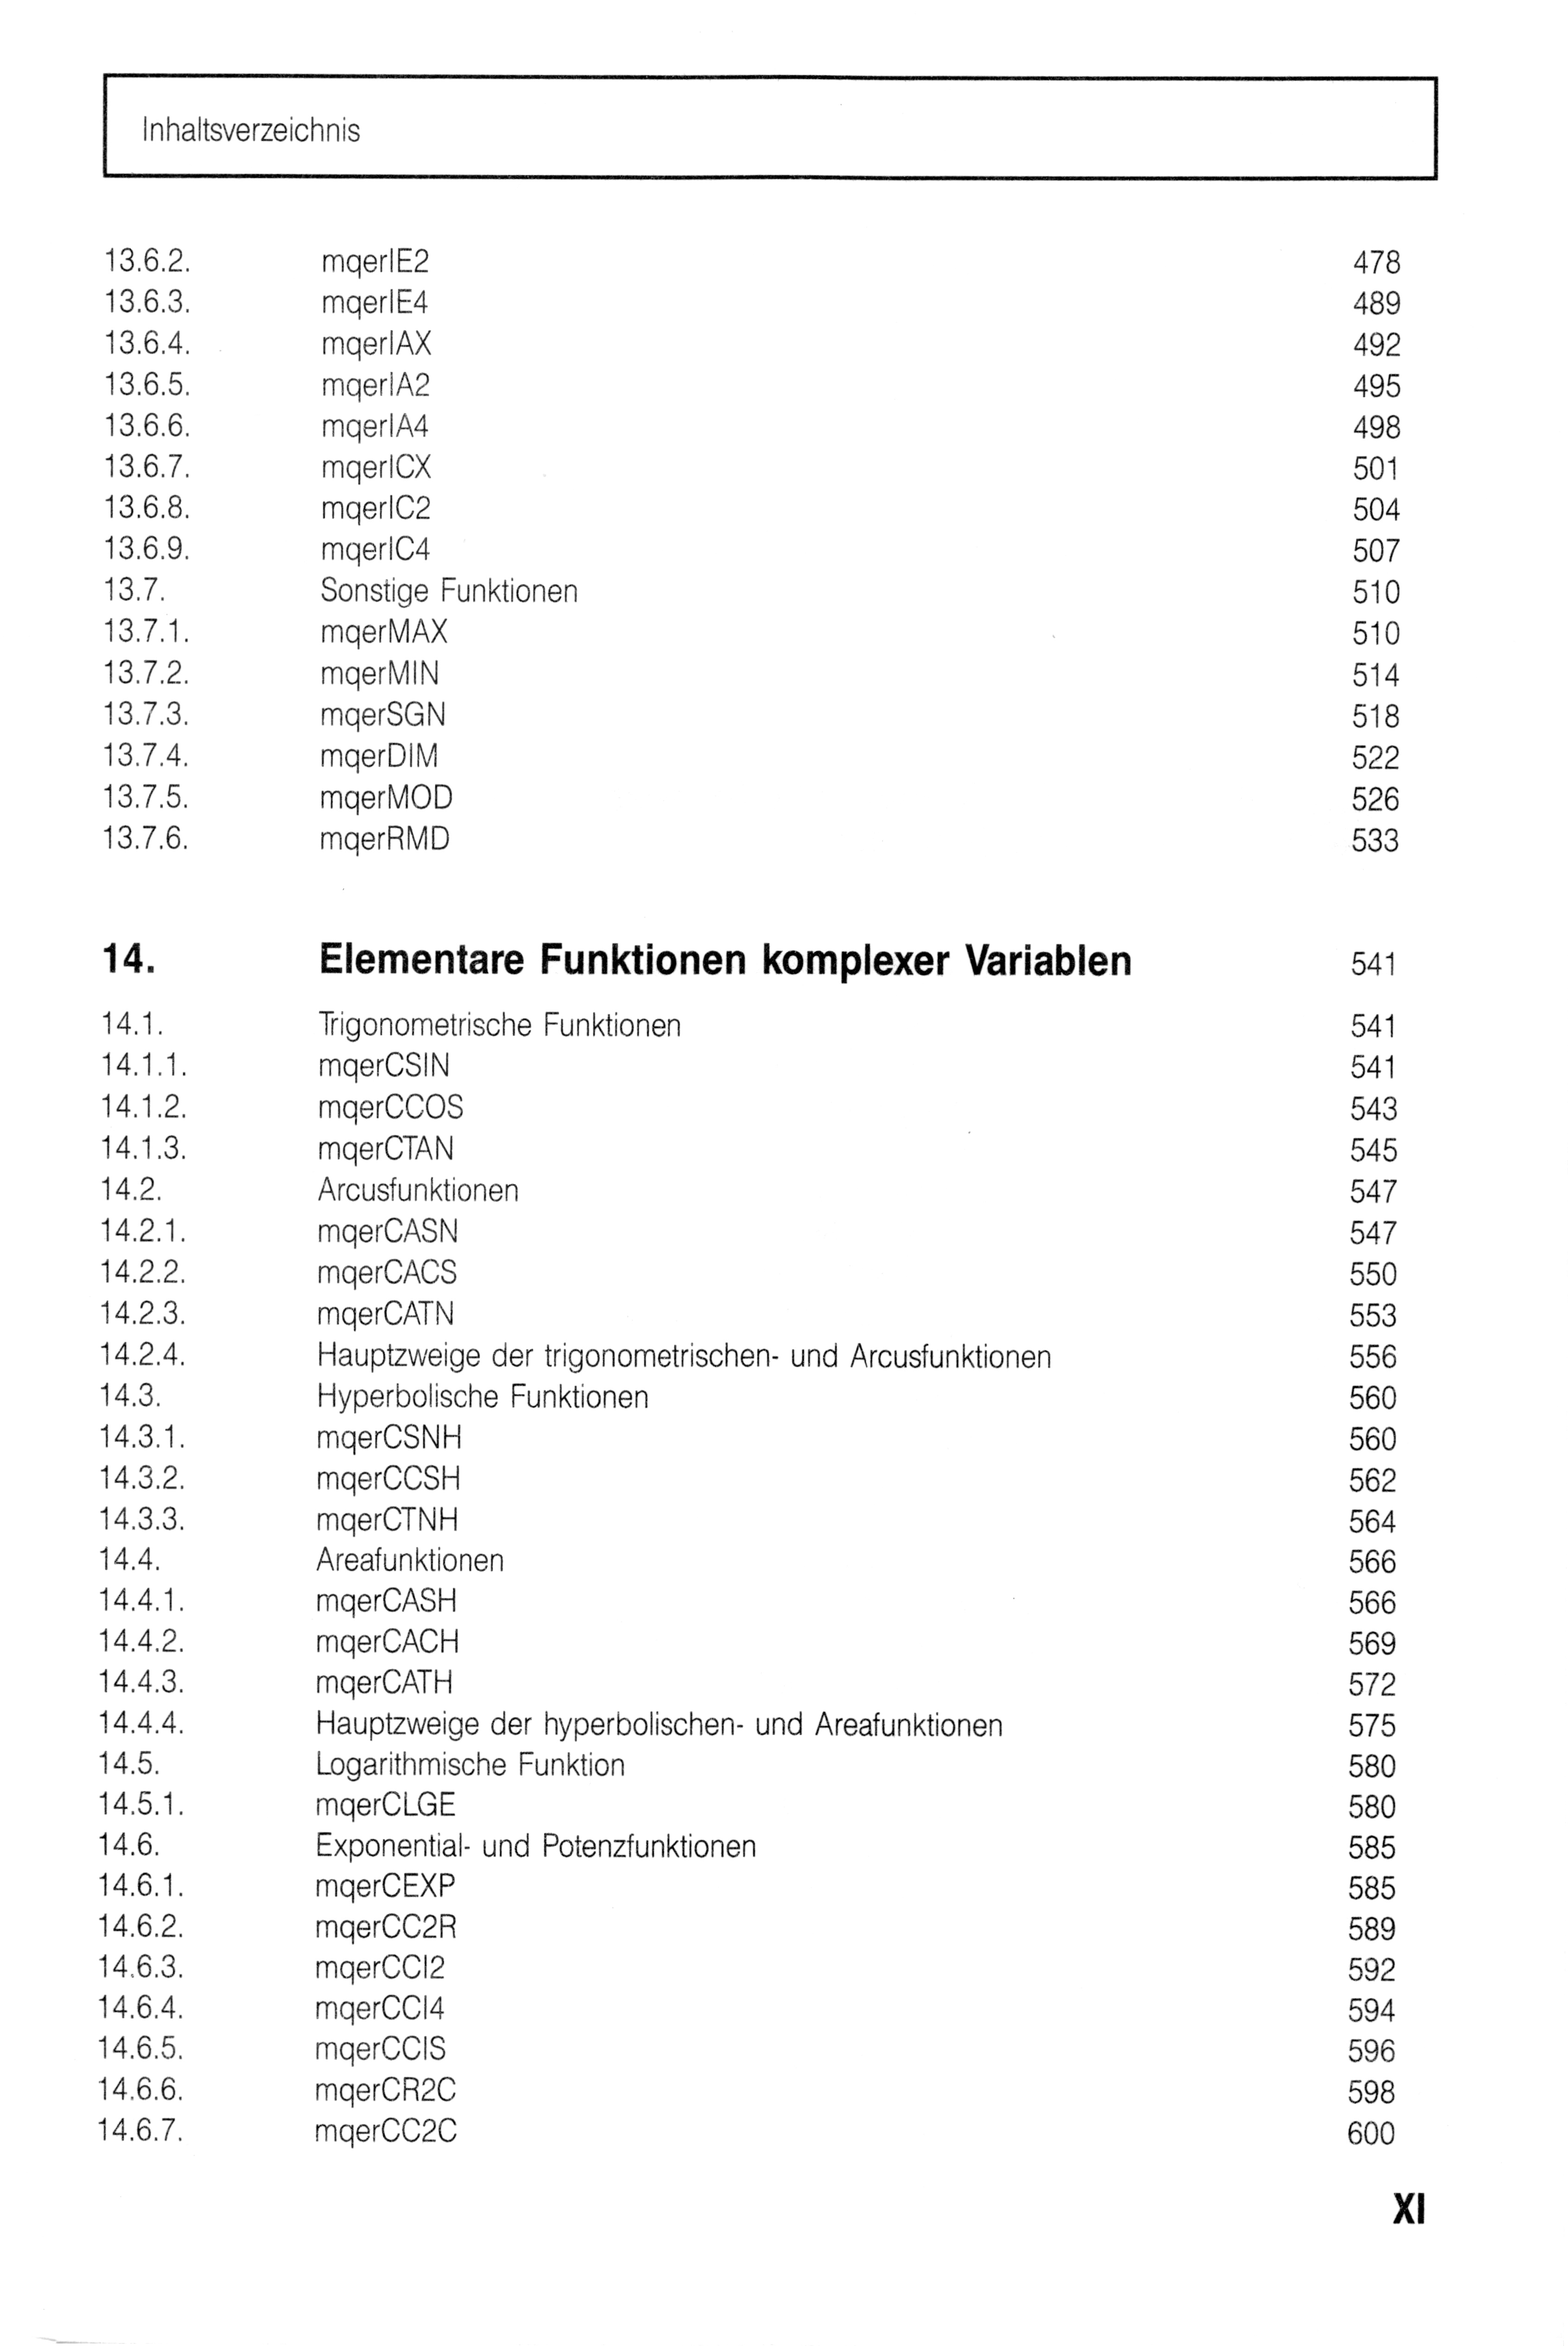 Inhaltsverzeichnis
13.6.2. mqerIE2 478
13.6.3. mqerIE4 489
13.6.4. mqerIAX 492
13.6.5. mqerIA2 495
13.6.6. mqerIA4 498
13.6.7. mqerICX 501
13.6.8. mqerIC2 504
13.6.9. mqerIC4 507
13.7. Sonstige Funktionen 510
13.7.1. mqerMAX 510
13.7.2. mqerMIN 514
13.7.3. mqerSGN 518
13.7.4. mqerDIM 522
13.7.5. mqerMOD 526
13.7.6. mqerRMD 533
14. Elementare Funktionen komplexer Variablen 541
14.1. Trigonometrische Funktionen 541
14.1.1. mqerCSIN 541
14.1.2. mqerCCOS 543
14.1.3. mqerCTAN 545
14.2. Arcusfunktionen 547
14.2.1. mqerCASN 547
14.2.2. mqerCACS 550
14.2.3. mqerCATN 553
14.2.4. Hauptzweige der trigonometrischen- und Arcusfunktionen 556
14.3. Hyperbolische Funktionen 560
14.3.1. mqerCSNH 560
14.3.2. mqerCCSH 562
14.3.3. mqerCTNH 564
14.4. Areafunktionen 566
14.4.1. mqerCASH 566
14.4.2. mqerCACH 569
14.4.3. mqerCATH 572
14.4.4. Hauptzweige der hyperbolischen- und Areafunktionen 575
14.5. Logarithmische Funktion 580
14.5.1. mqerCLGE 580
14.6. Exponential- und Potenzfunktionen 585
14.6.1. mqerCEXP 585
14.6.2. mqerCC2R 589
14.6.3. mqerCCI2 592
14.6.4. mqerCCI4 594
14.6.5. mqerCCIS 596
14.6.6. mqerCR2C 598
14.6.7. mqerCC2C 600
XI